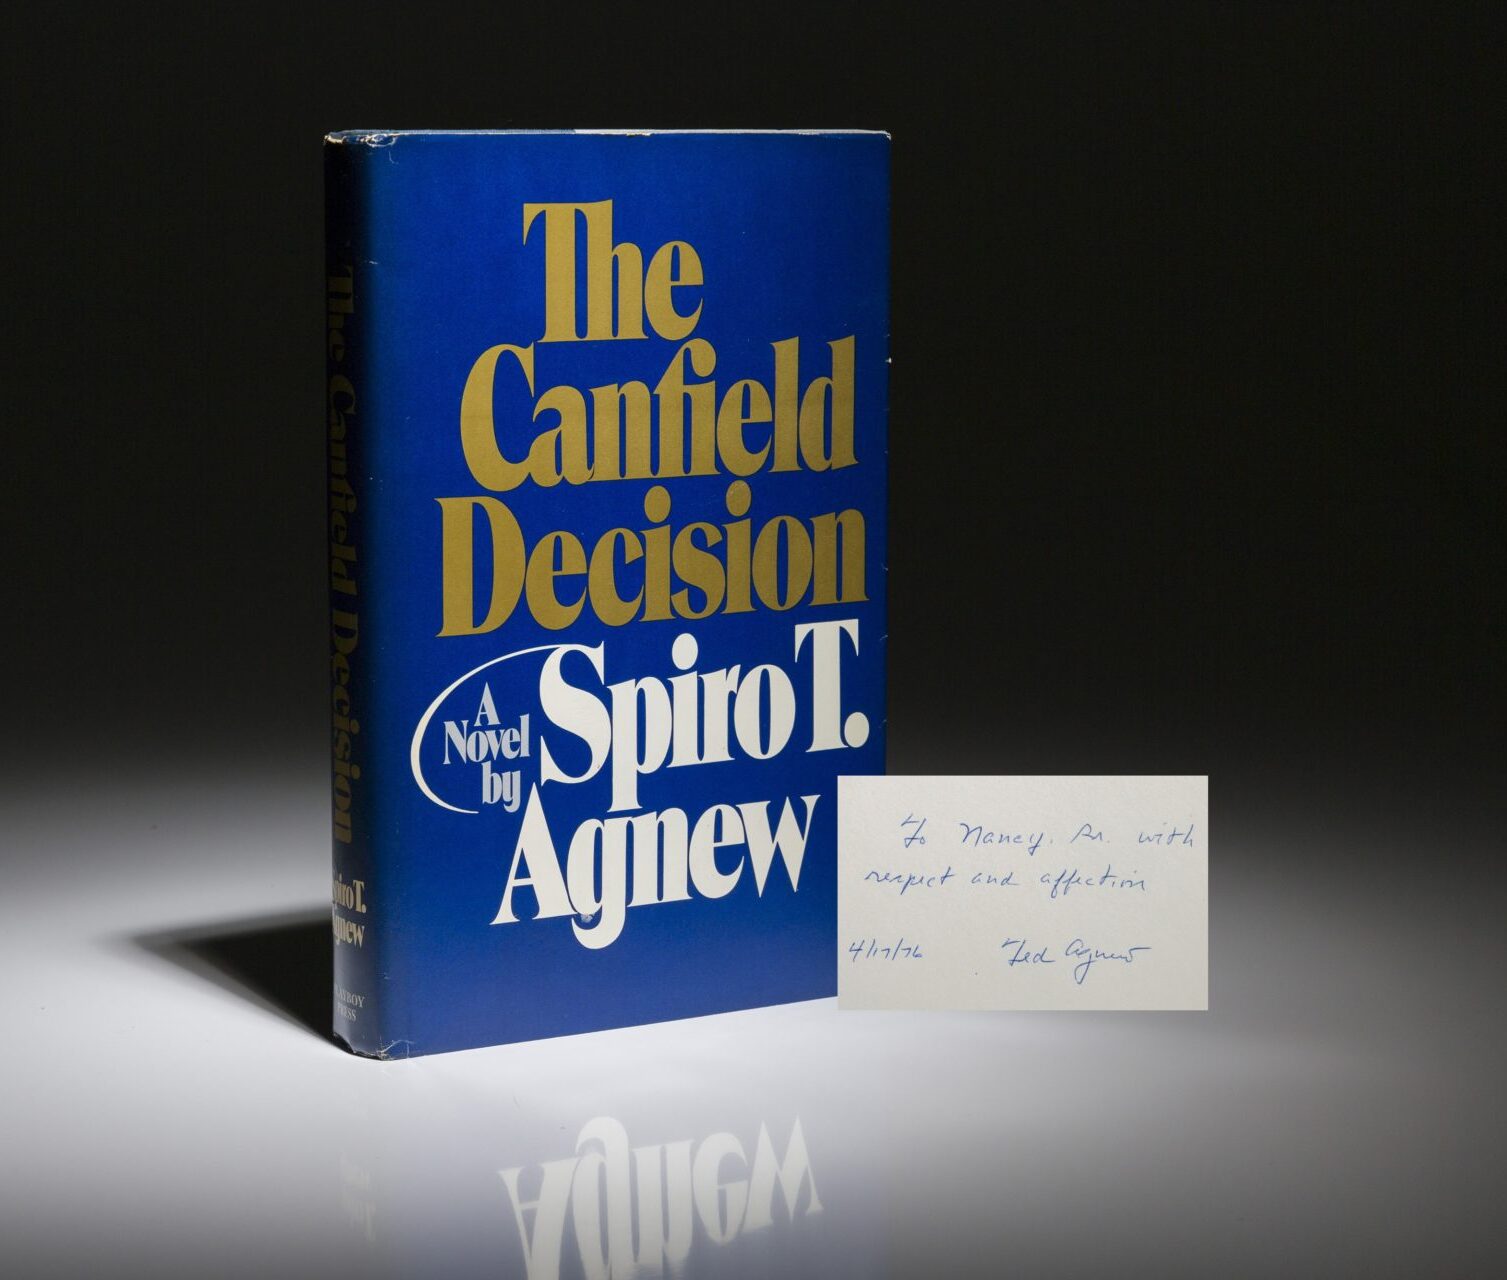 The
Canfield
Decision
A
Novel
by
Spiro T.
Agnew
The Canfield Decision
Spiro T.
Agnew
PLAYBOY
PRESS
To Nancy, Sr. with
respect and affection
4/17/76 Ted Agnew